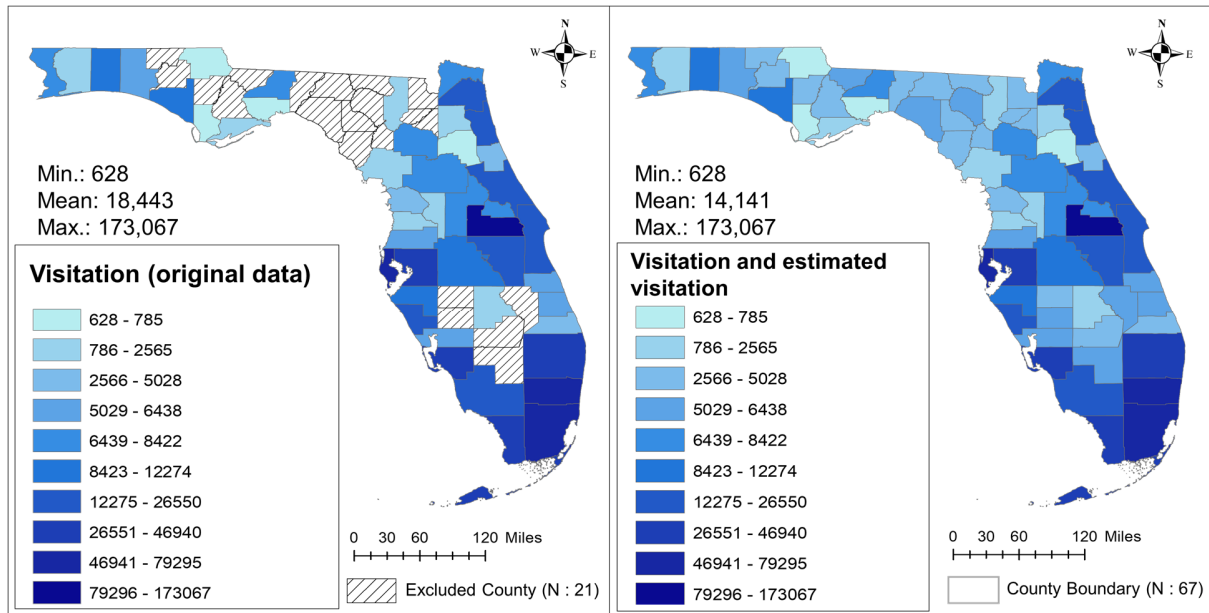 N
W E
S
Min.: 628
Mean: 18,443
Max.: 173,067
Visitation (original data)
628 - 785
786 - 2565
2566 - 5028
5029 - 6438
6439 - 8422
8423 - 12274
12275 - 26550
26551 - 46940
46941 - 79295
79296 - 173067
0 30 60 120 Miles
Excluded County (N : 21)
N
W E
S
Min.: 628
Mean: 14,141
Max.: 173,067
Visitation and estimated
visitation
628 - 785
786 - 2565
2566 - 5028
5029 - 6438
6439 - 8422
8423 - 12274
12275 - 26550
26551 - 46940
46941 - 79295
79296 - 173067
0 30 60 120 Miles
County Boundary (N : 67)